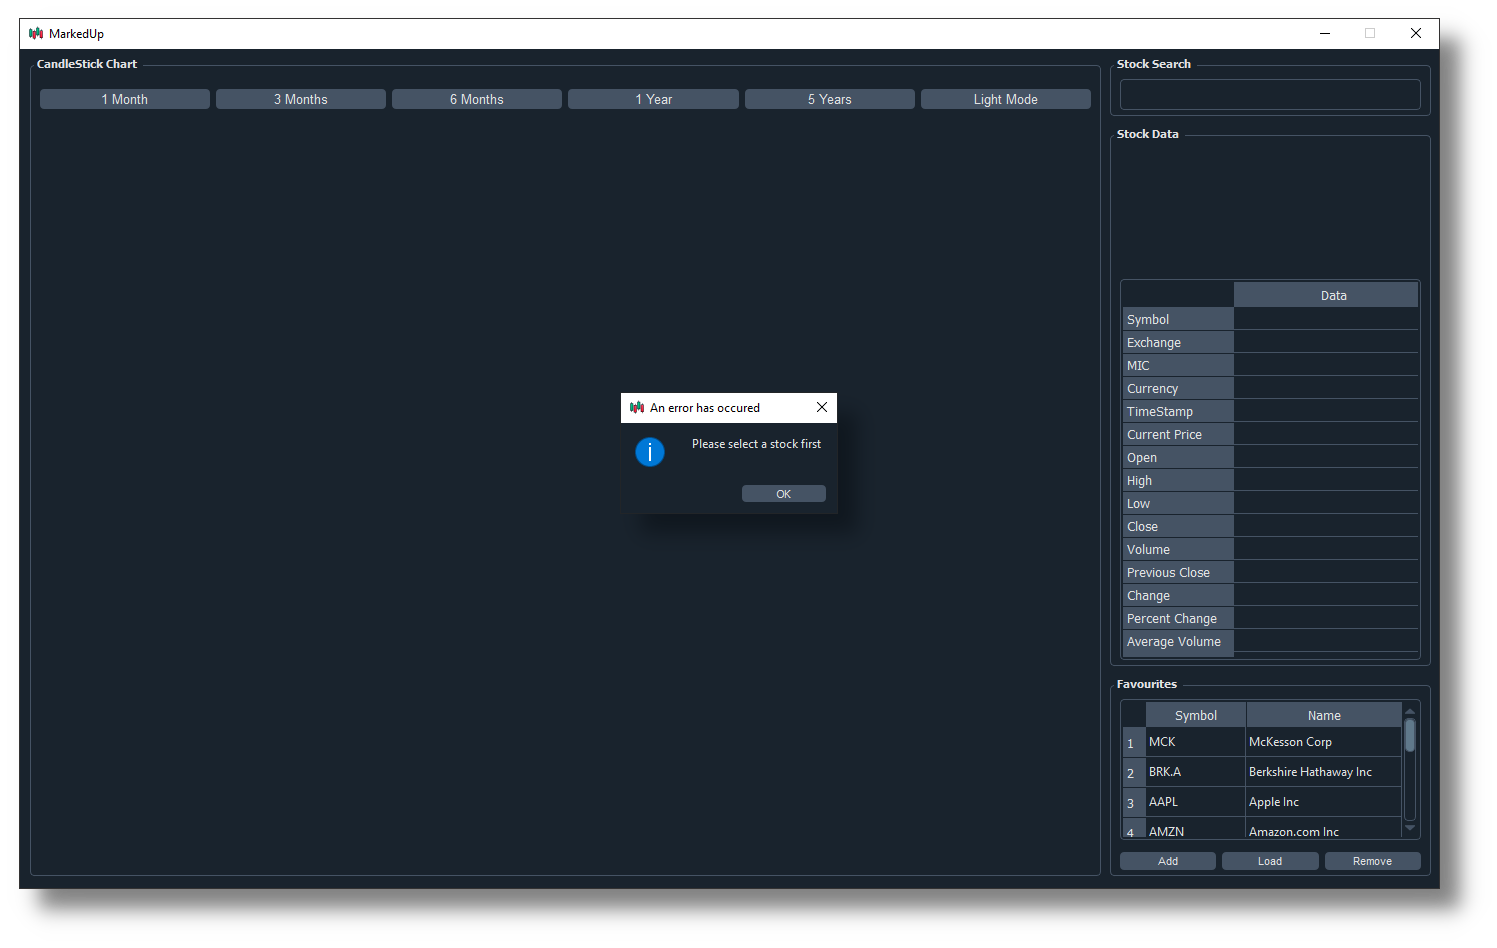 MarkedUp
CandleStick Chart
1 Month
3 Months
6 Months
1 Year
5 Years
Light Mode
Stock Search
Stock Data
Data
Symbol
Exchange
MIC
Currency
TimeStamp
Current Price
Open
High
Low
Close
Volume
Previous Close
Change
Percent Change
Average Volume
An error has occured
Please select a stock first
OK
Favourites
Symbol Name
1 MCK McKesson Corp
2 BRK.A Berkshire Hathaway Inc
3 AAPL Apple Inc
4 AMZN Amazon.com Inc
Add
Load
Remove